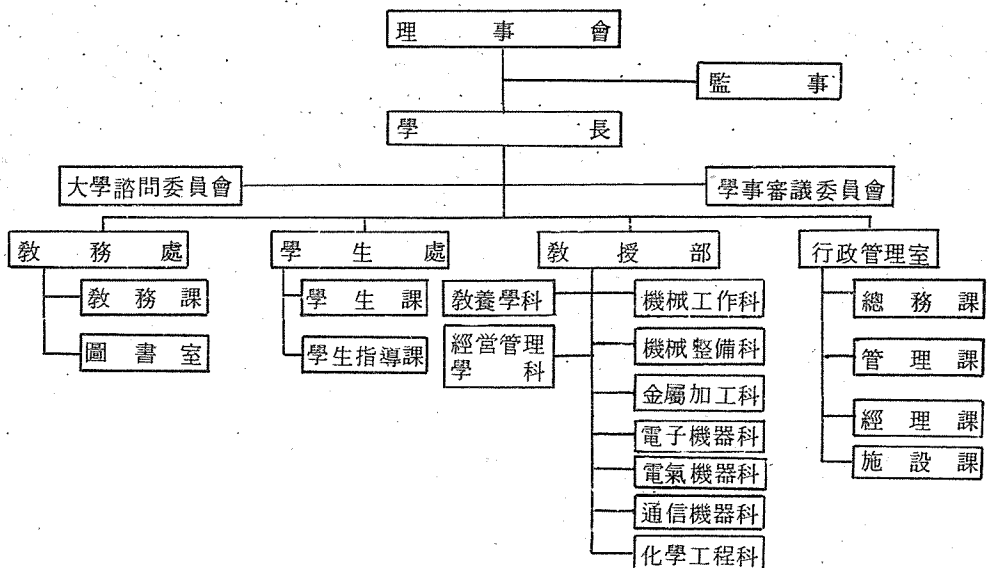 理事會
監事
學長
大學諮問委員會
學事審議委員會
敎務處
學生處
敎授部
行政管理室
敎務課
圖書室
學生課
學生指導課
敎養學科
經営管理
學科
機械工作科
機械整備科
金屬加工科
電子機器科
電氣機器科
通信機器科
化學工程科
總務課
管理課
經理課
施設課